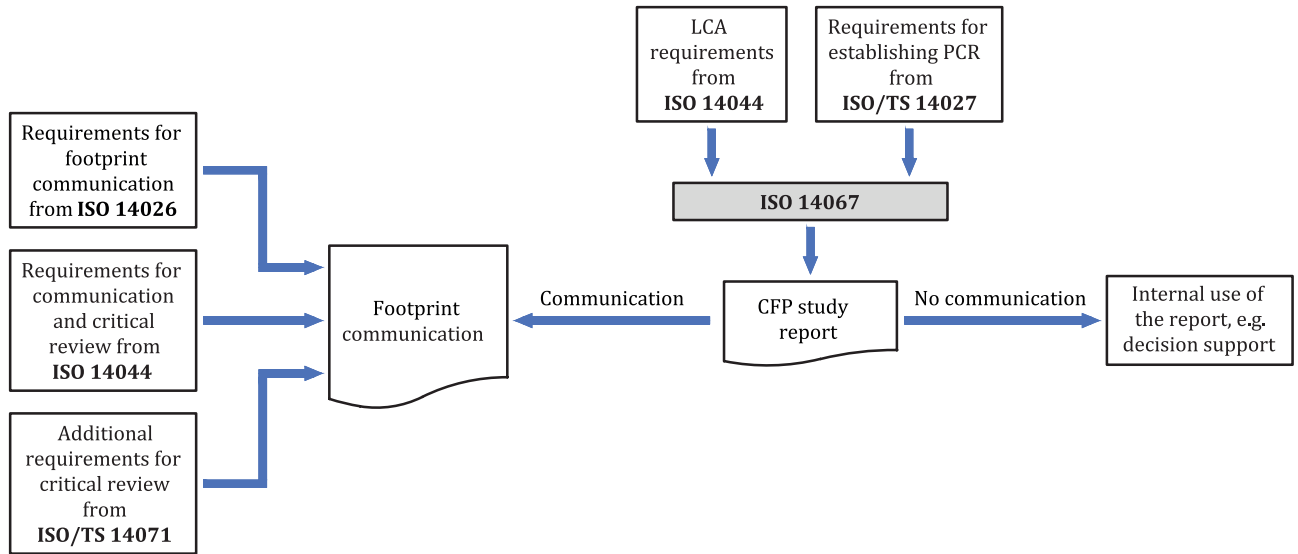 LCA
requirements
from
ISO 14044
Requirements for
establishing PCR
from
ISO/TS 14027
Requirements for
footprint
communication
from ISO 14026
ISO 14067
Requirements for
communication
and critical
review from
ISO 14044
Footprint
communication
Communication
CFP study
report
No communication
Internal use of
the report, e.g.
decision support
Additional
requirements for
critical review
from
ISO/TS 14071